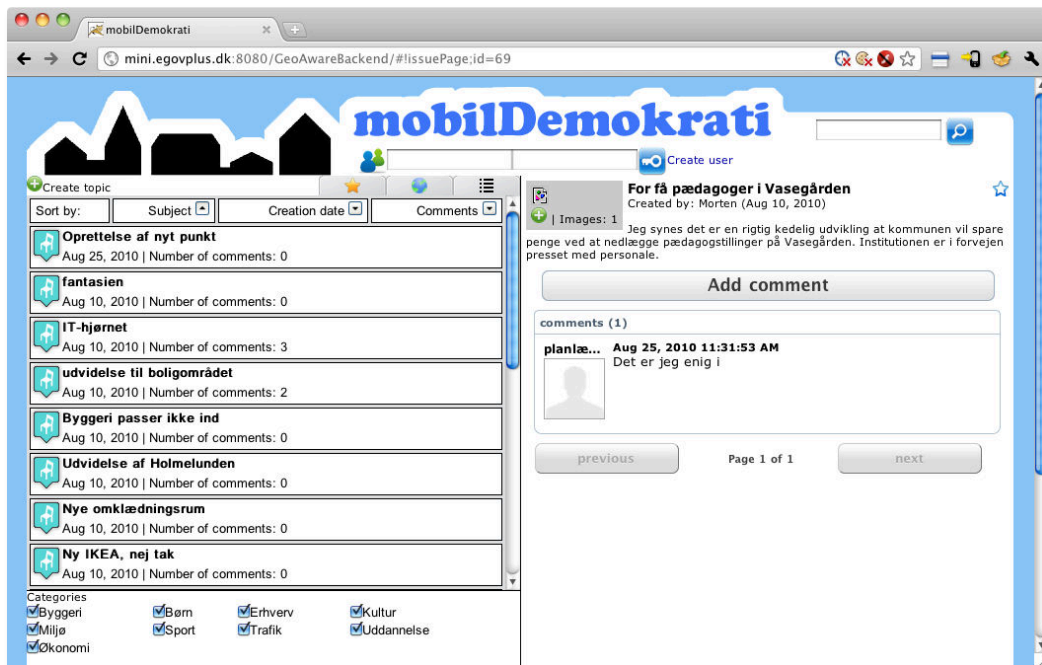 mobilDemokrati
mini.egovplus.dk:8080/GeoAwareBackend/#!issuePage;id=69
mobilDemokrati
Create user
Create topic
Sort by:
Subject
Creation date
Comments
Oprettelse af nyt punkt
Aug 25, 2010 | Number of comments: 0
fantasien
Aug 10, 2010 | Number of comments: 0
IT-hjørnet
Aug 10, 2010 | Number of comments: 3
udvidelse til boligområdet
Aug 10, 2010 | Number of comments: 2
Byggeri passer ikke ind
Aug 10, 2010 | Number of comments: 0
Udvidelse af Holmelunden
Aug 10, 2010 | Number of comments: 0
Nye omklædningsrum
Aug 10, 2010 | Number of comments: 0
Ny IKEA, nej tak
Aug 10, 2010 | Number of comments: 0
Categories
Byggeri Børn Erhverv Kultur
Miljø Sport Trafik Uddannelse
Økonomi
For få pædagoger i Vasegården
Created by: Morten (Aug 10, 2010)
| Images: 1
Jeg synes det er en rigtig kedelig udvikling at kommunen vil spare
penge ved at nedlægge pædagogstillinger på Vasegården. Institutionen er i forvejen
presset med personale.
Add comment
comments (1)
planlæ...
Aug 25, 2010 11:31:53 AM
Det er jeg enig i
previous
Page 1 of 1
next